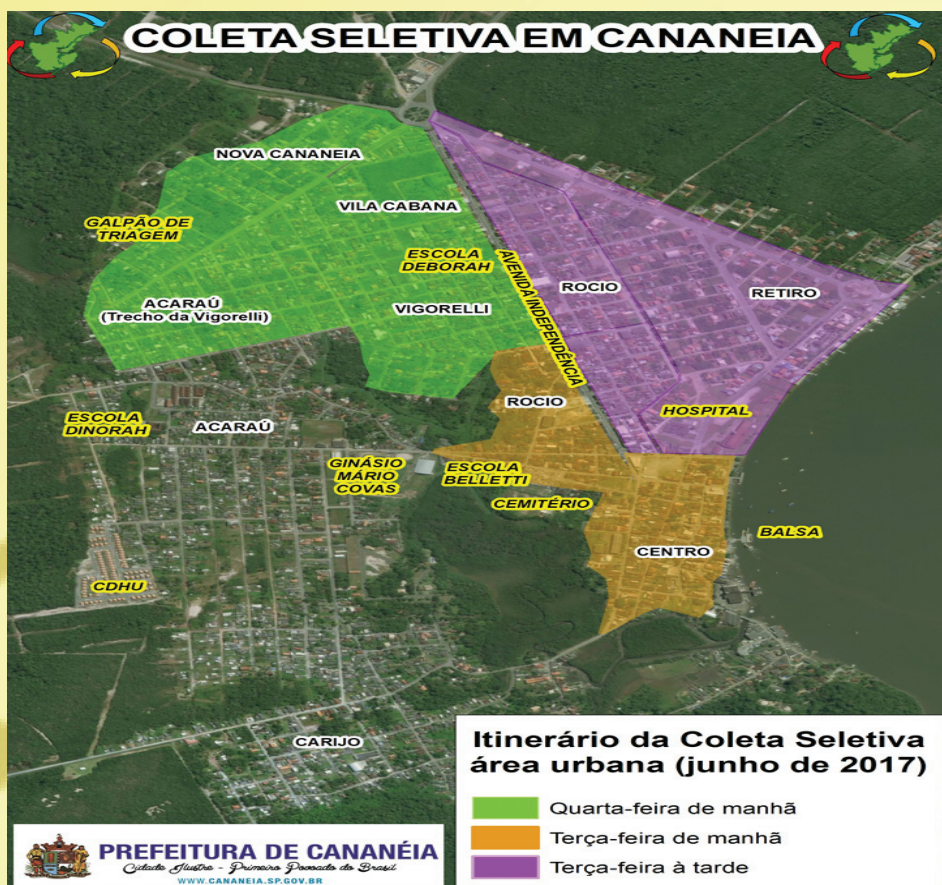 COLETA SELETIVA EM CANANEIA
NOVA CANANEIA
VILA CABANA
GALPÃO DE
TRIAGEM
ESCOLA
DEBORAH
AVENIDA INDEPENDÊNCIA
ROCIO
RETIRO
ACARAÚ
(Trecho da Vigorelli)
VIGORELLI
ROCIO
HOSPITAL
ESCOLA
DINORAH
ACARAÚ
GINÁSIO
MÁRIO
COVAS
ESCOLA
BELLETTI
CEMITÉRIO
BALSA
CENTRO
CDHU
CARIJO
Itinerário da Coleta Seletiva
área urbana (junho de 2017)
Quarta-feira de manhã
Terça-feira de manhã
Terça-feira à tarde
PREFEITURA DE CANANÉIA
Cidade Ilustre - Primeiro Povoado do Brasil
WWW.CANANEIA.SP.GOV.BR